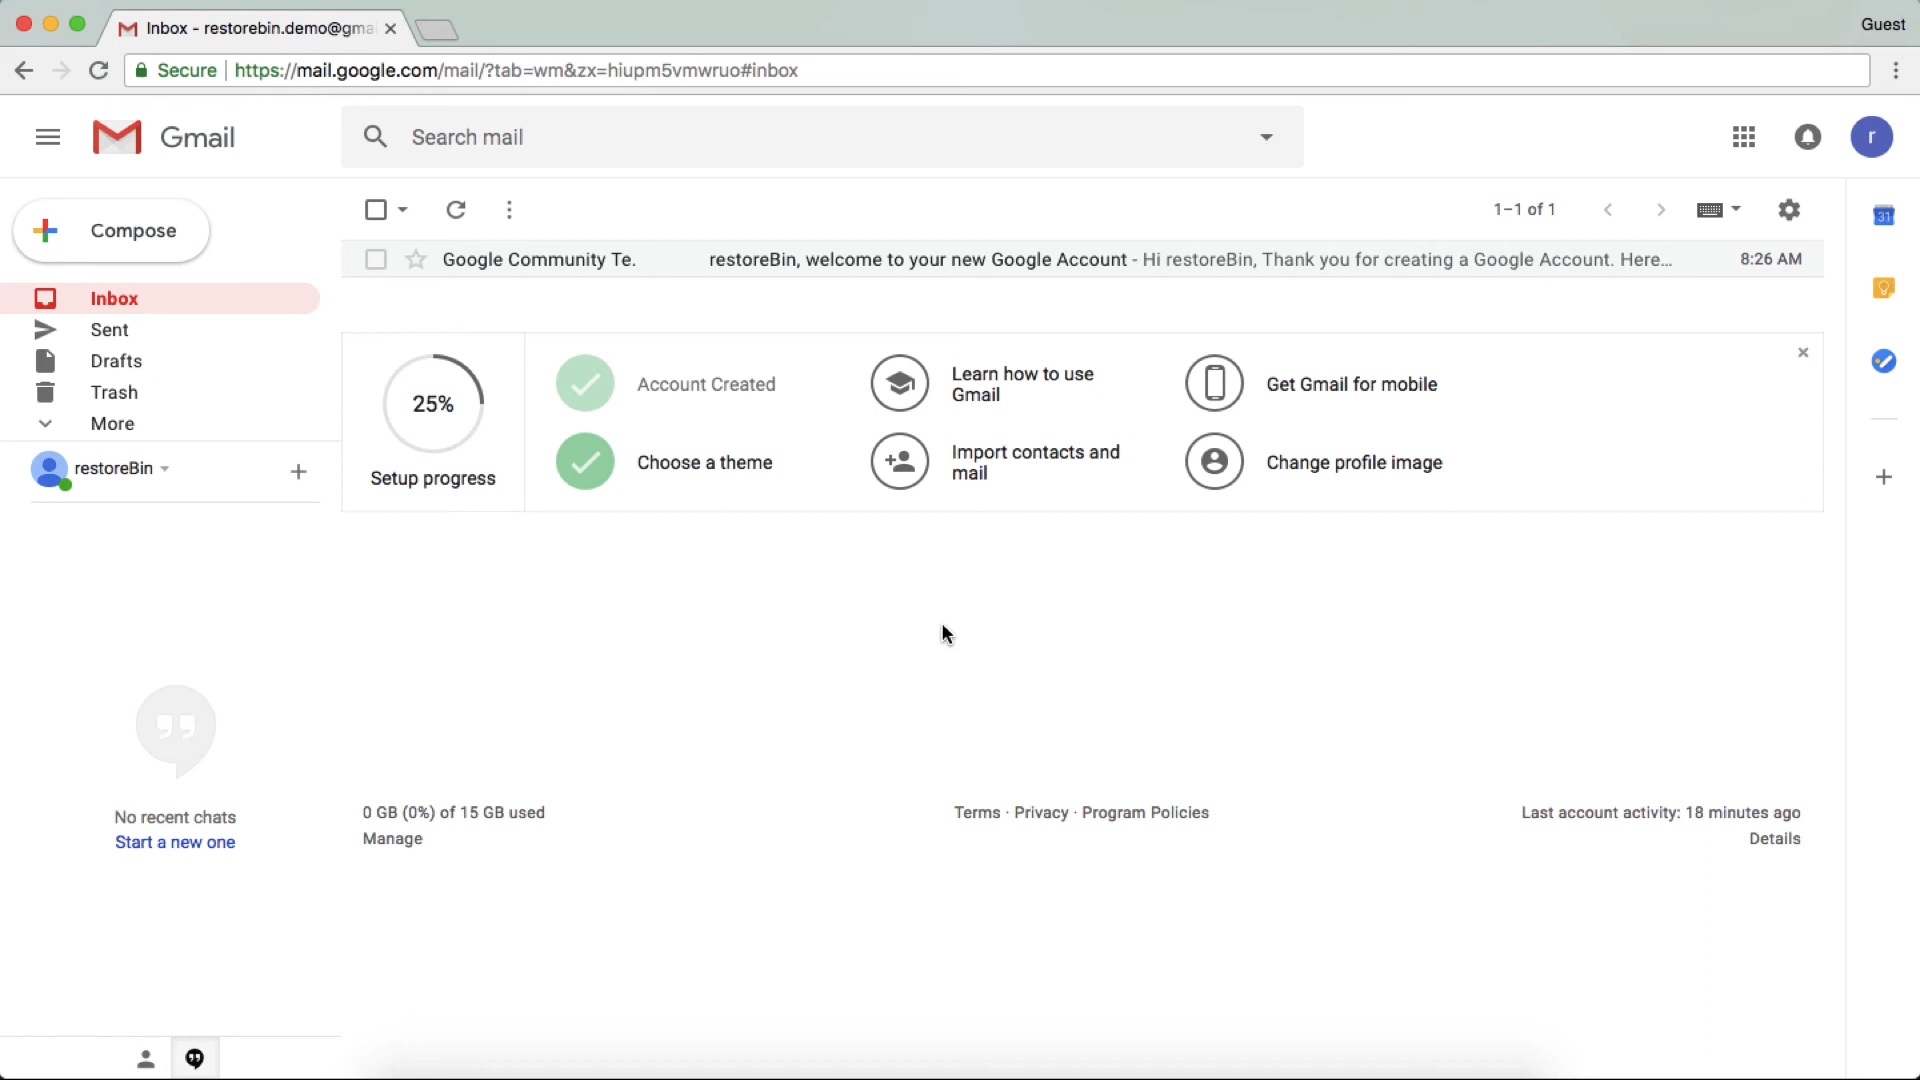 Inbox - restorebin.demo@gmai
Guest
Secure
https://mail.google.com/mail/?tab=wm&zx=hiupm5vmwruo#inbox
Gmail
Search mail
r
Compose
1–1 of 1
31
Google Community Te.
restoreBin, welcome to your new Google Account - Hi restoreBin, Thank you for creating a Google Account. Here...
8:26 AM
Inbox
Sent
Drafts
Trash
More
restoreBin
25%
Setup progress
Account Created
Learn how to use
Gmail
Get Gmail for mobile
Choose a theme
Import contacts and
mail
Change profile image
No recent chats
Start a new one
0 GB (0%) of 15 GB used
Manage
Terms · Privacy · Program Policies
Last account activity: 18 minutes ago
Details